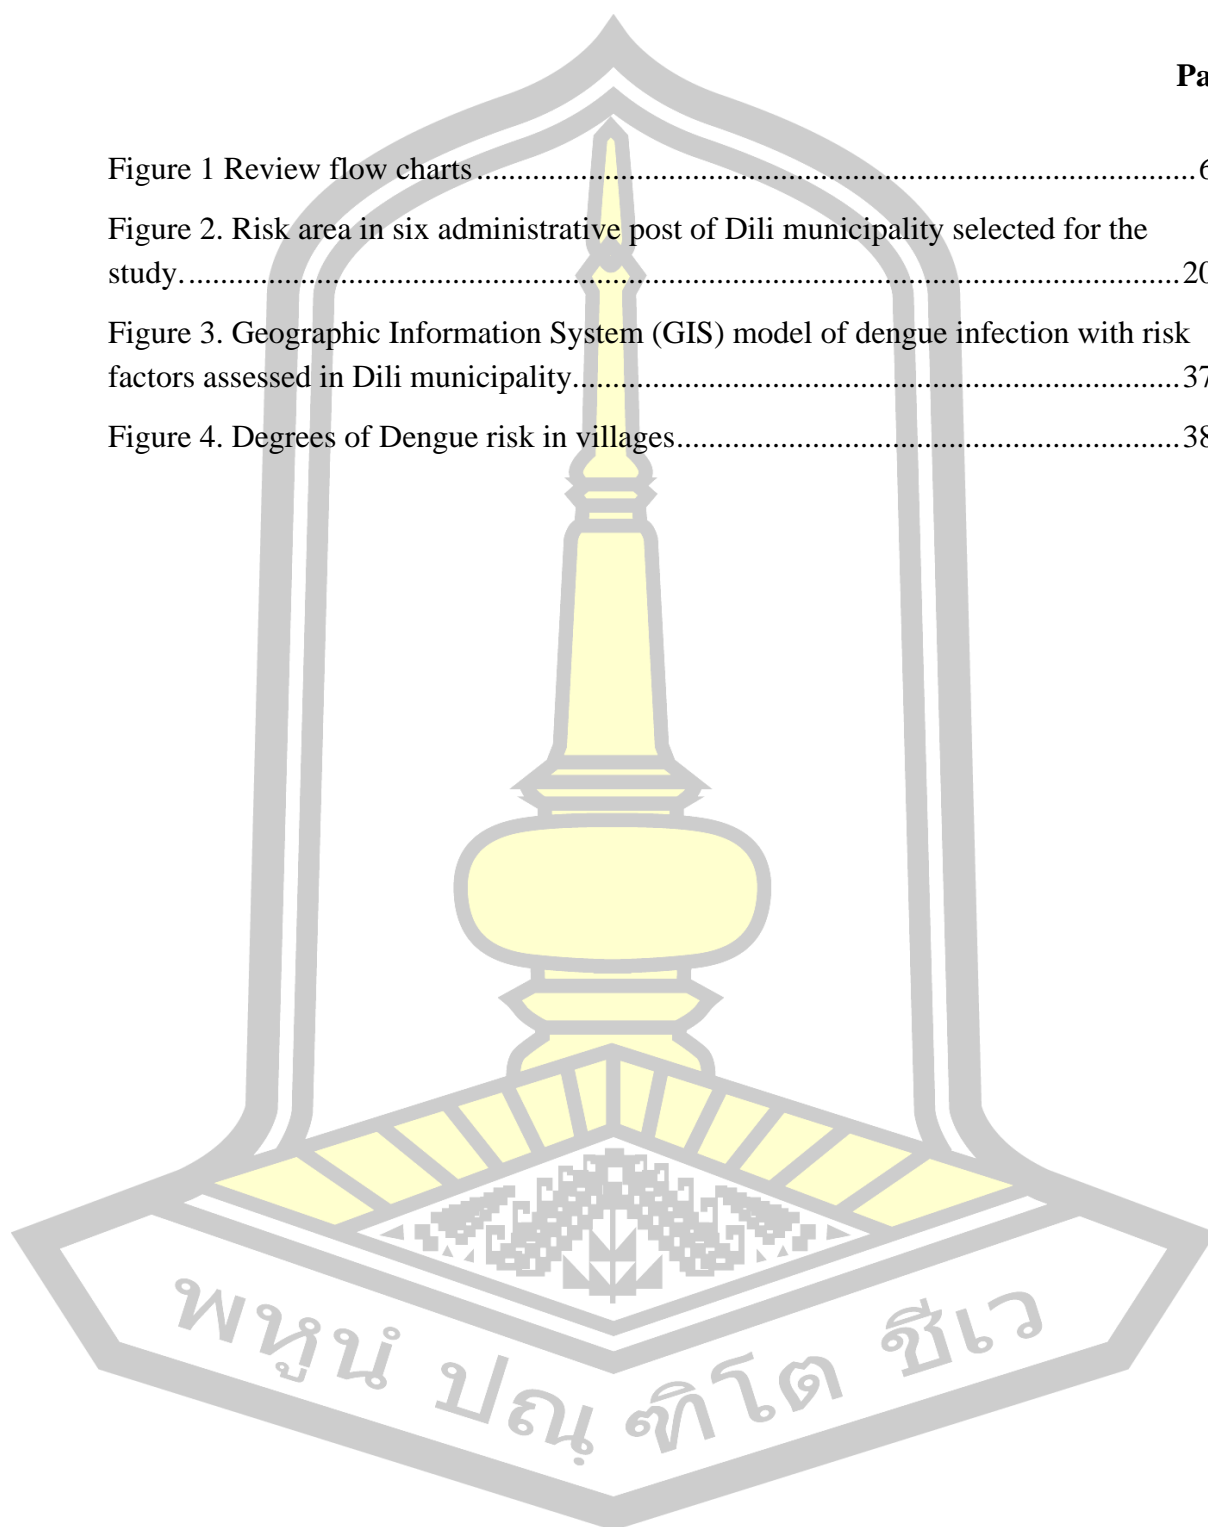 Pa
Figure 1 Review flow charts.......................................................................................6
Figure 2. Risk area in six administrative post of Dili municipality selected for the
study. .........................................................................................................................20
Figure 3. Geographic Information System (GIS) model of dengue infection with risk
factors assessed in Dili municipality.........................................................................37
Figure 4. Degrees of Dengue risk in villages.............................................................38
พหูนํ ปณฺฑิโต ชีเว